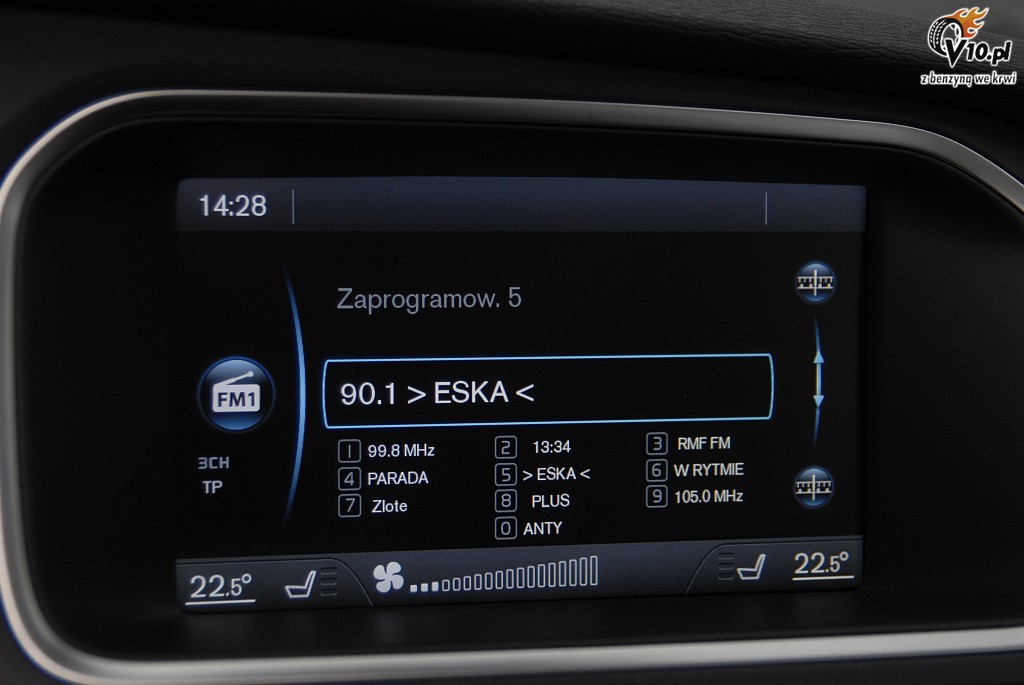 V10.pl
z benzyną we krwi
14:28
Zaprogramow. 5
90.1 > ESKA <
FM1
3CH
TP
1 99.8 MHz 2 13:34 3 RMF FM
4 PARADA 5 > ESKA < 6 W RYTMIE
7 Zlote 8 PLUS 9 105.0 MHz
0 ANTY
22.5° 22.5°